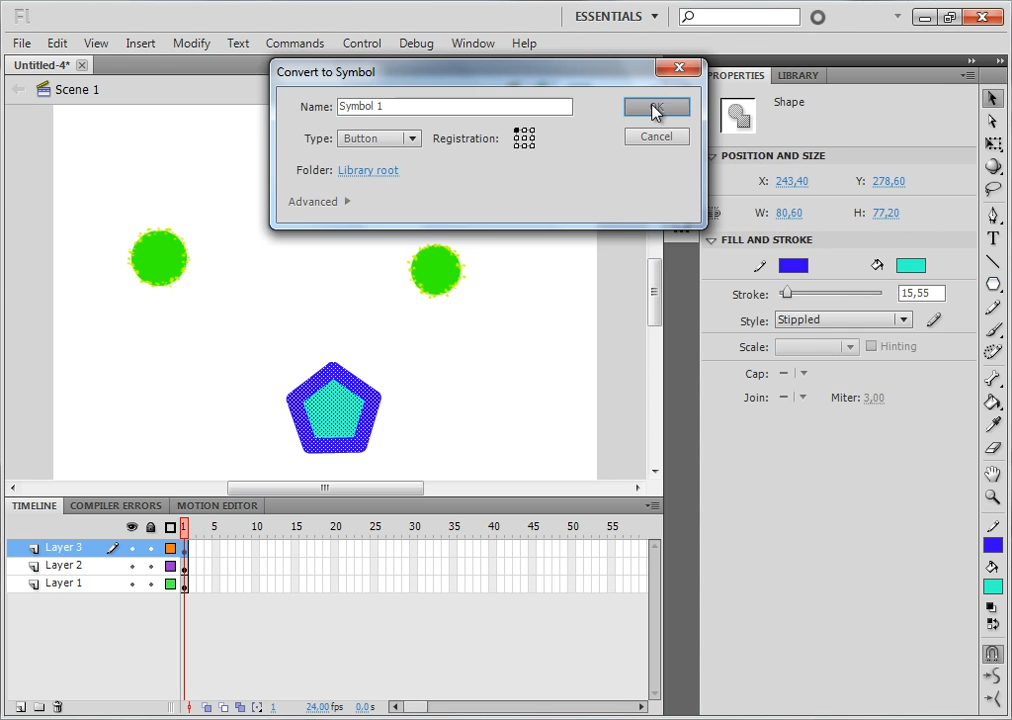 Fl
ESSENTIALS
File Edit View Insert Modify Text Commands Control Debug Window Help
Untitled-4*
Scene 1
Convert to Symbol
Name: Symbol 1
OK
Type: Button Registration:
Cancel
Folder: Library root
Advanced
PROPERTIES LIBRARY
Shape
POSITION AND SIZE
X: 243,40 Y: 278,60
W: 80,60 H: 77,20
FILL AND STROKE
Stroke: 15,55
Style: Stippled
Scale: Hinting
Cap:
Join: Miter: 3,00
TIMELINE COMPILER ERRORS MOTION EDITOR
1 5 10 15 20 25 30 35 40 45 50 55
Layer 3
Layer 2
Layer 1
1 24.00 fps 0.0 s